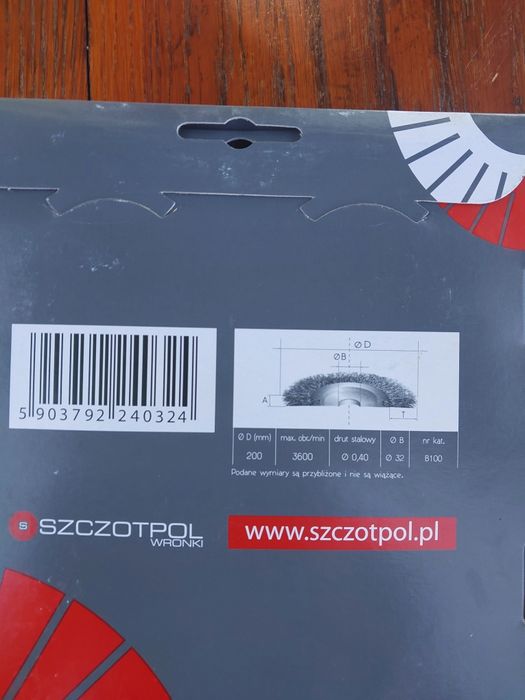 5 903792 240324
Ø D
Ø B
A
T
Ø D (mm) max. obr/min drut stalowy Ø B nr kat.
200 3600 Ø 0,40 Ø 32 8100
Podane wymiary są przybliżone i nie są wiążące.
S SZCZOTPOL
WRONKI
www.szczotpol.pl